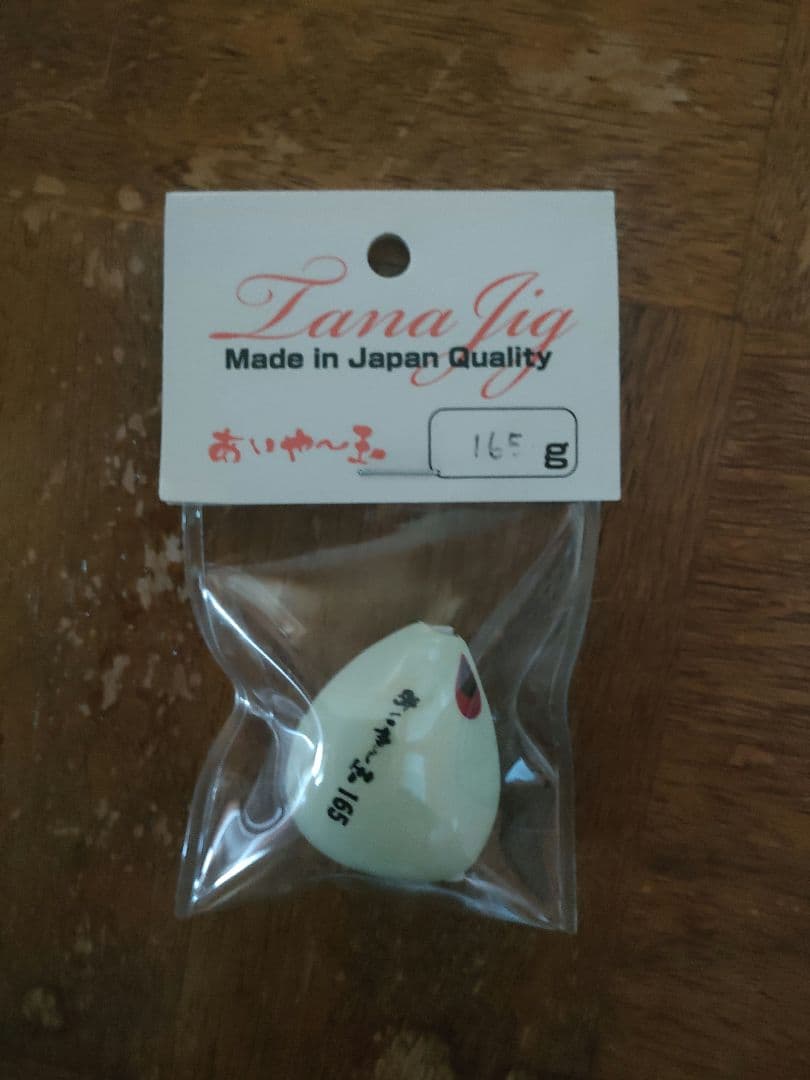 Tana Jig
Made in Japan Quality
あいや〜玉。
165 g
あいや〜玉。165